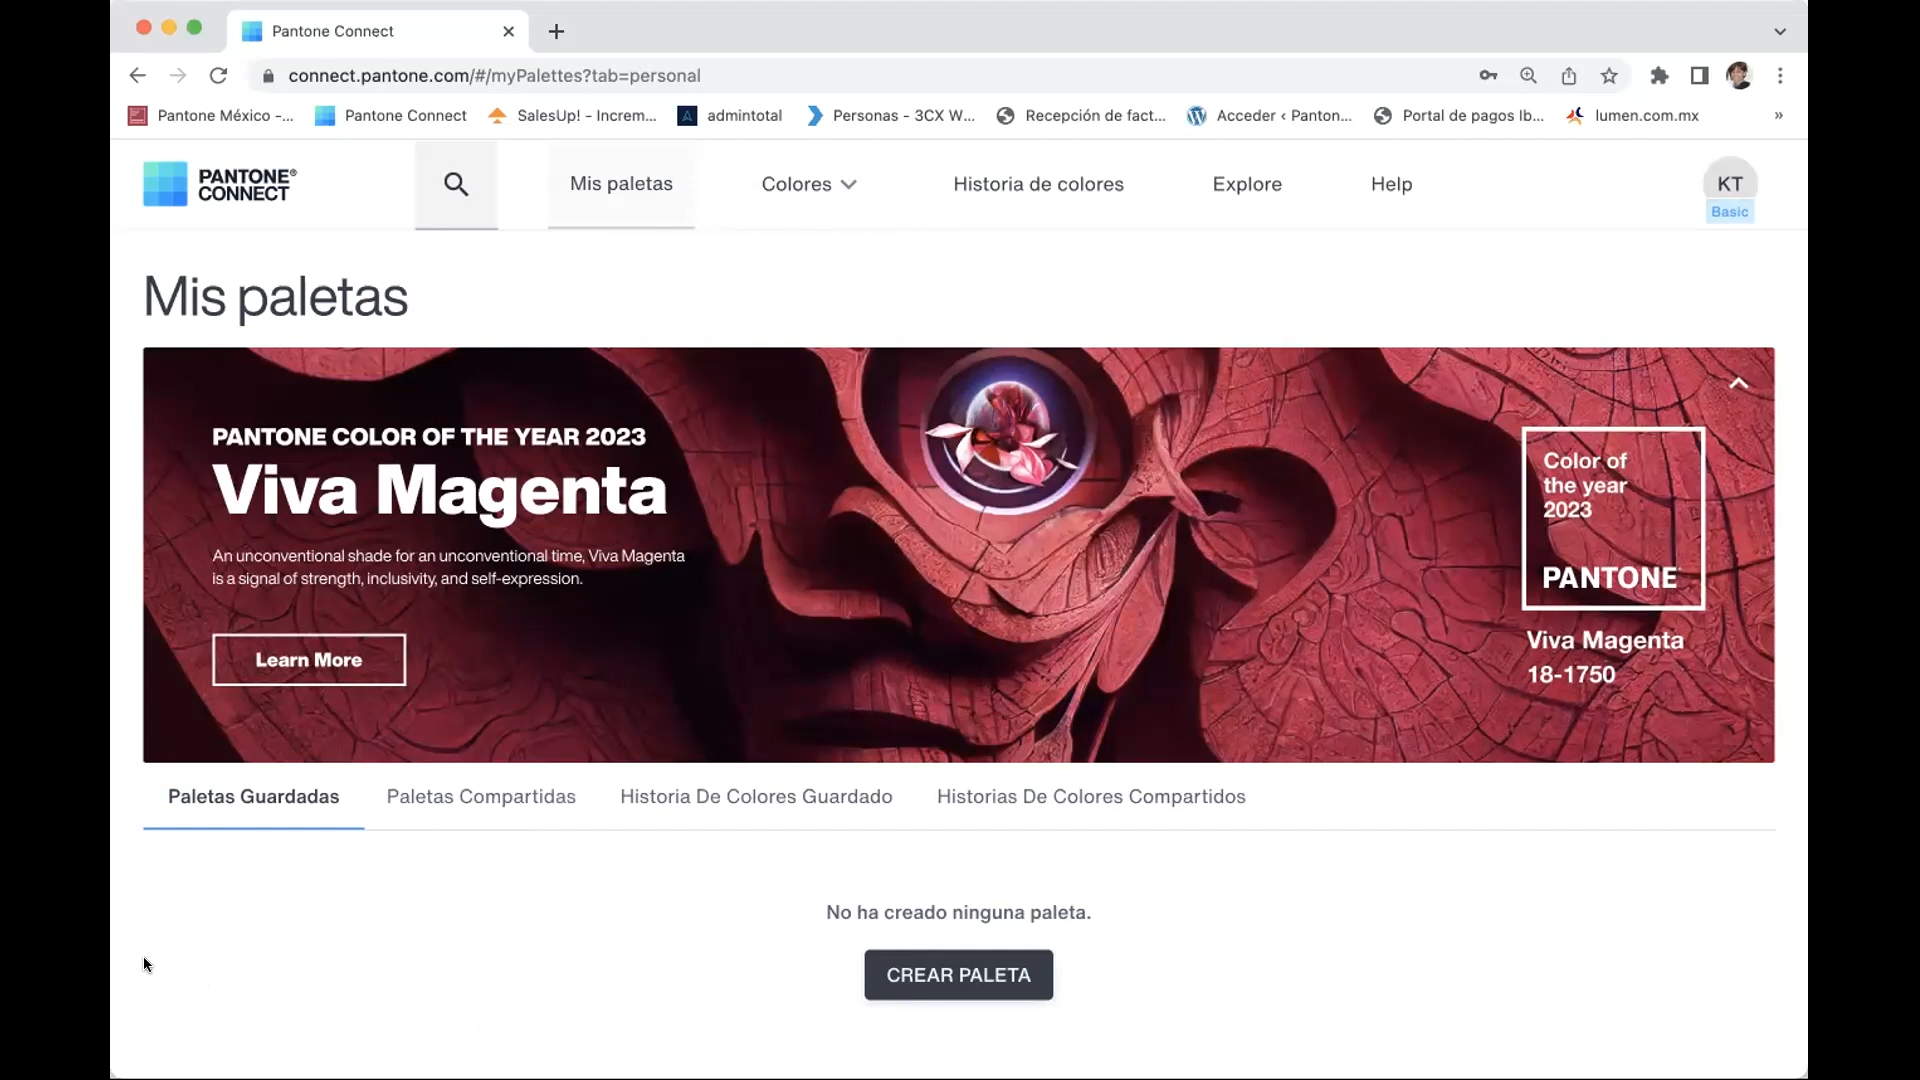 Pantone Connect
connect.pantone.com/#/myPalettes?tab=personal
Pantone México -...
Pantone Connect
SalesUp! - Increm...
admintotal
Personas - 3CX W...
Recepción de fact...
Acceder ‹ Panton...
Portal de pagos Ib...
lumen.com.mx
»
PANTONE®
CONNECT
Mis paletas
Colores
Historia de colores
Explore
Help
KT
Basic
Mis paletas
PANTONE COLOR OF THE YEAR 2023
Viva Magenta
An unconventional shade for an unconventional time, Viva Magenta
is a signal of strength, inclusivity, and self-expression.
Learn More
Color of
the year
2023
PANTONE
Viva Magenta
18-1750
Paletas Guardadas
Paletas Compartidas
Historia De Colores Guardado
Historias De Colores Compartidos
No ha creado ninguna paleta.
CREAR PALETA